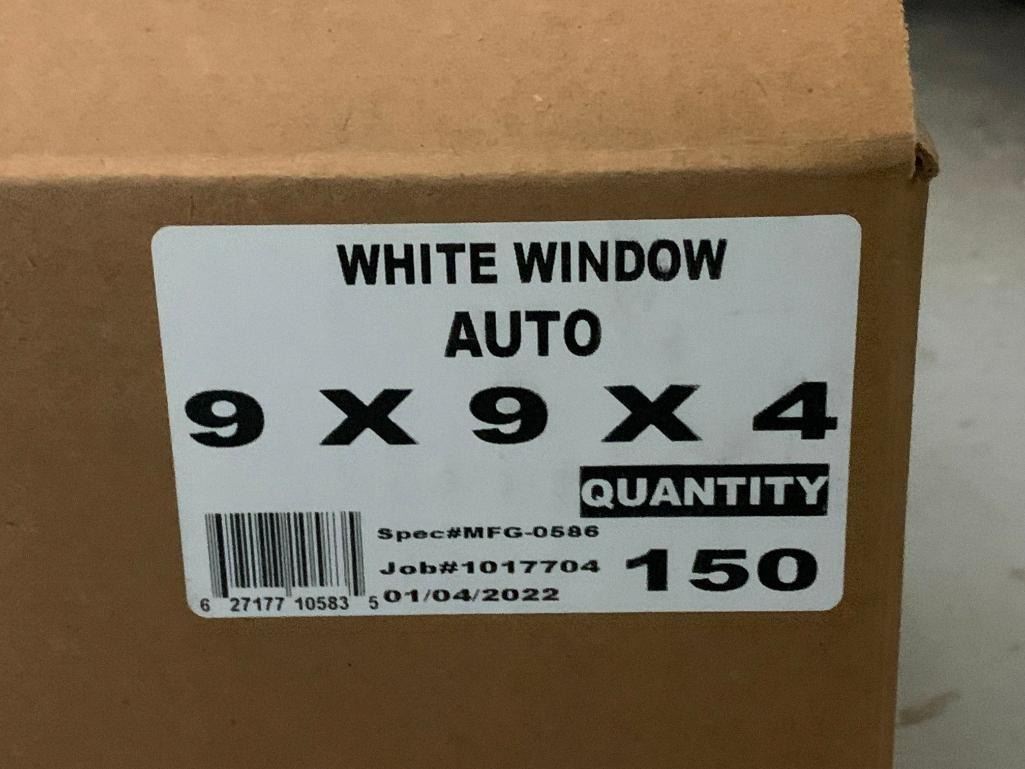 WHITE WINDOW
AUTO
9 X 9 X 4
QUANTITY
150
Spec#MFG-0586
Job#1017704
01/04/2022
6 27177 10583 5